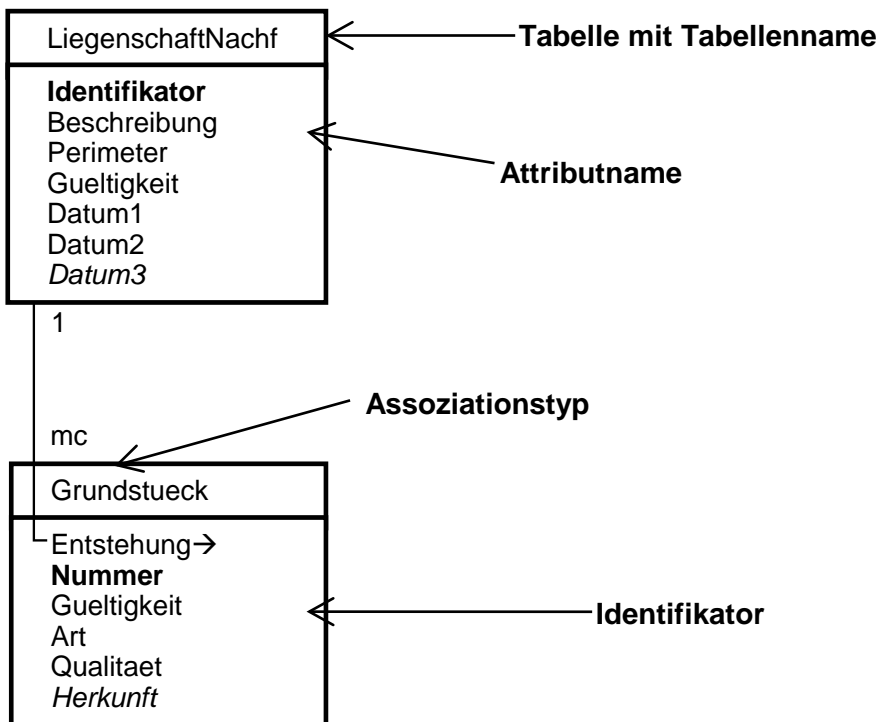 LiegenschaftNachf
Tabelle mit Tabellenname
Identifikator
Beschreibung
Perimeter
Gueltigkeit
Datum1
Datum2
Datum3
Attributname
1
Assoziationstyp
mc
Grundstueck
Entstehung→
Nummer
Gueltigkeit
Art
Qualitaet
Herkunft
Identifikator